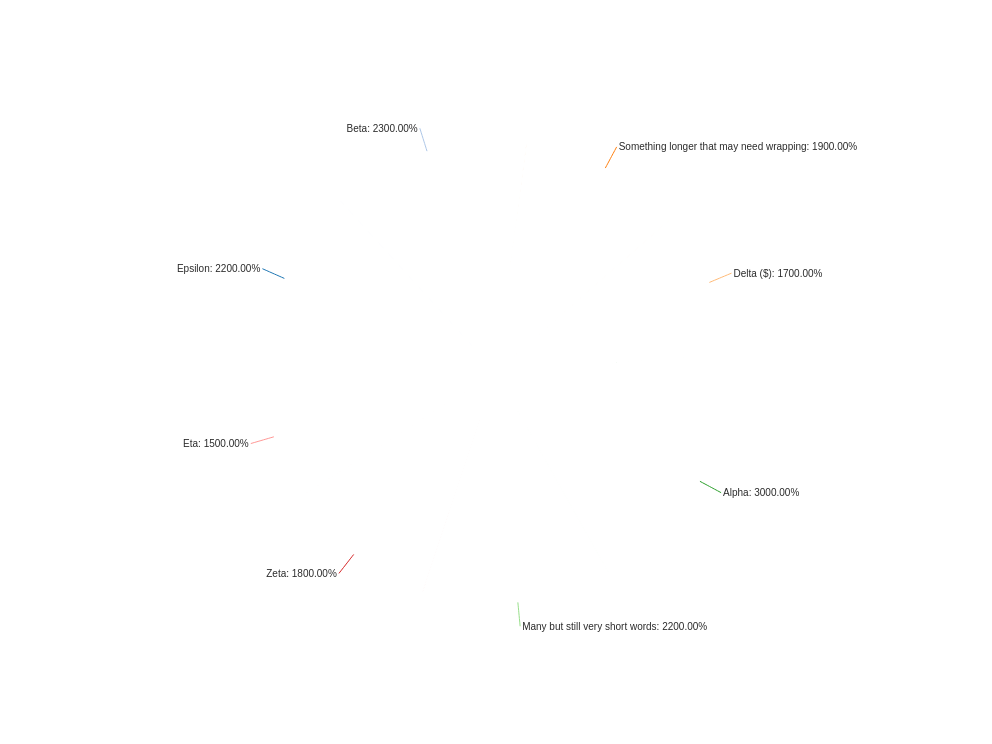 Beta: 2300.00%
Something longer that may need wrapping: 1900.00%
Epsilon: 2200.00%
Delta ($): 1700.00%
Eta: 1500.00%
Alpha: 3000.00%
Zeta: 1800.00%
Many but still very short words: 2200.00%